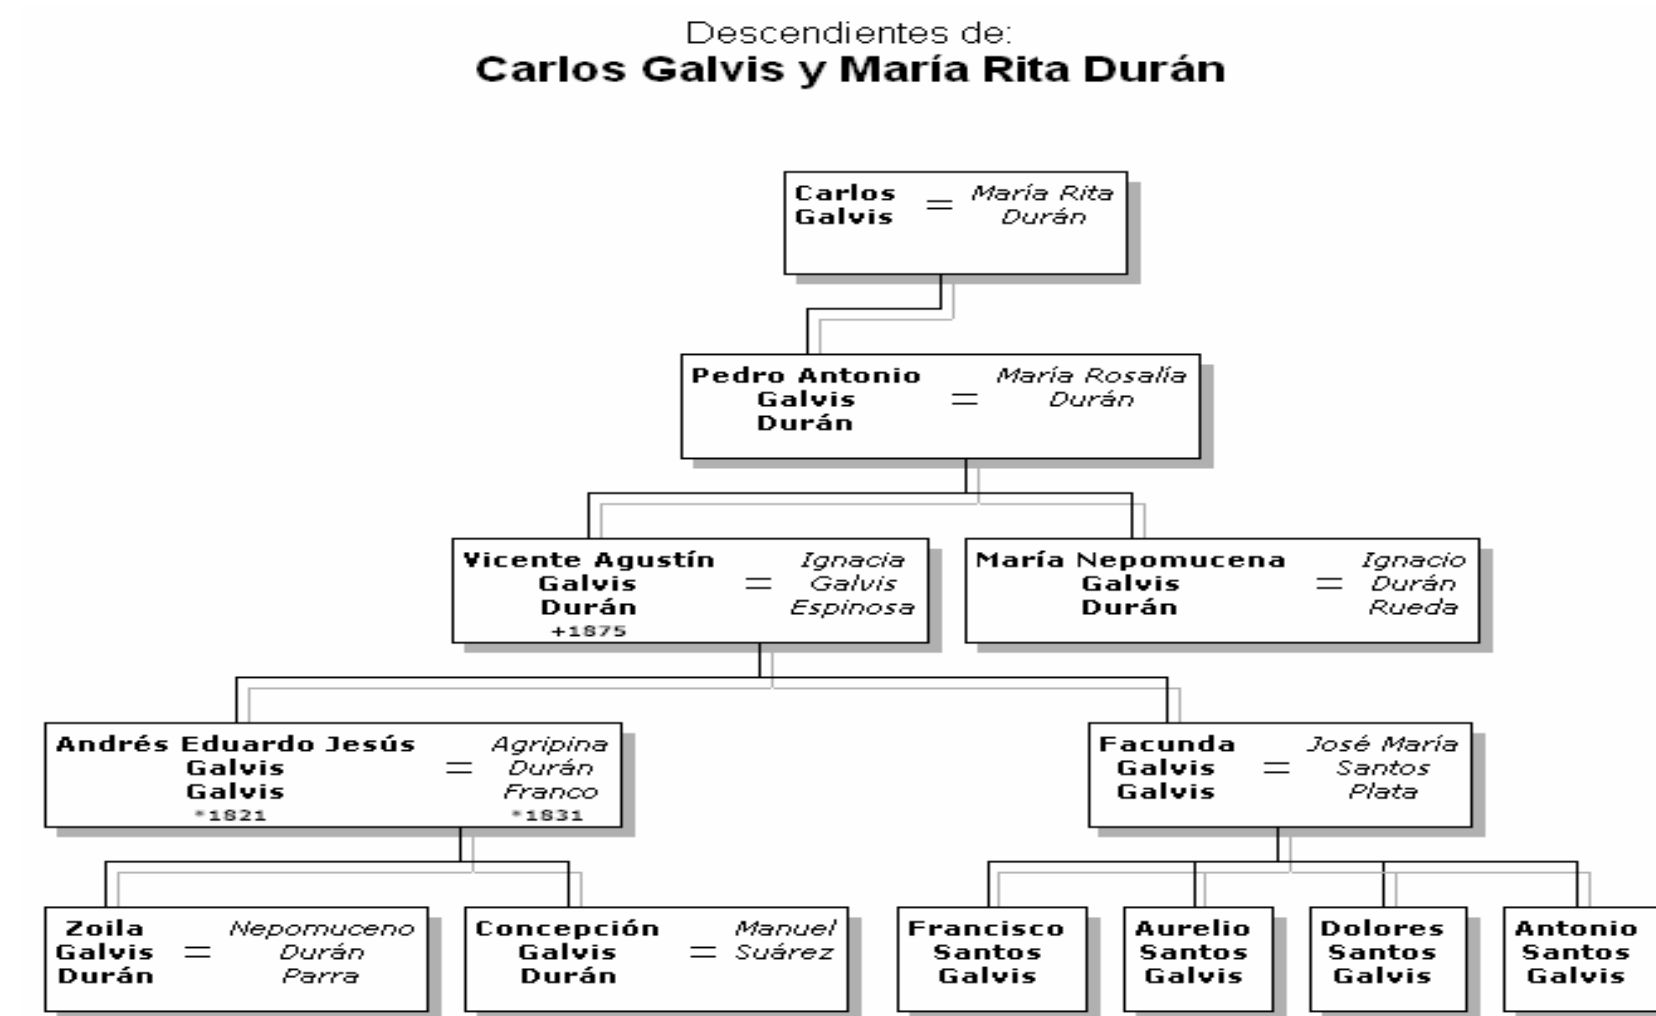 Descendientes de:
Carlos Galvis y María Rita Durán
Carlos
Galvis
=
María Rita
Durán
Pedro Antonio
Galvis
Durán
=
María Rosalía
Durán
Vicente Agustín
Galvis
Durán
+1875
=
Ignacia
Galvis
Espinosa
María Nepomucena
Galvis
Durán
=
Ignacio
Durán
Rueda
Andrés Eduardo Jesús
Galvis
Galvis
*1821
=
Agripina
Durán
Franco
*1831
Facunda
Galvis
Galvis
=
José María
Santos
Plata
Zoila
Galvis
Durán
=
Nepomuceno
Durán
Parra
Concepción
Galvis
Durán
=
Manuel
Suárez
Francisco
Santos
Galvis
Aurelio
Santos
Galvis
Dolores
Santos
Galvis
Antonio
Santos
Galvis